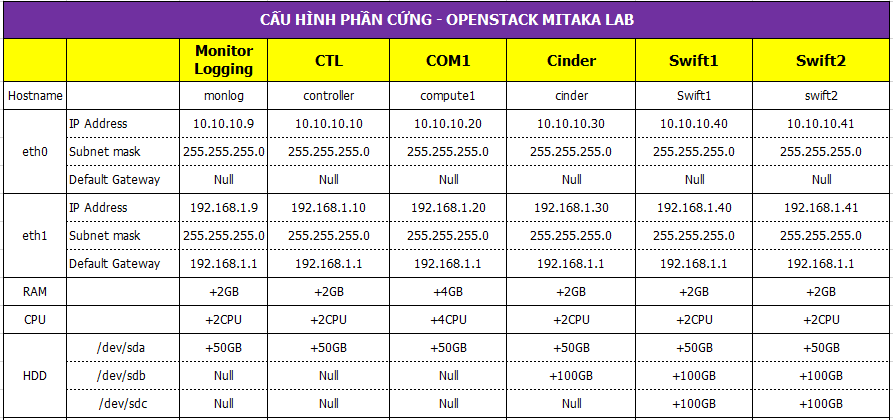 CẤU HÌNH PHẦN CỨNG - OPENSTACK MITAKA LAB
Monitor Logging CTL COM1 Cinder Swift1 Swift2
Hostname monlog controller compute1 cinder Swift1 swift2
eth0
IP Address 10.10.10.9 10.10.10.10 10.10.10.20 10.10.10.30 10.10.10.40 10.10.10.41
Subnet mask 255.255.255.0 255.255.255.0 255.255.255.0 255.255.255.0 255.255.255.0 255.255.255.0
Default Gateway Null Null Null Null Null Null
eth1
IP Address 192.168.1.9 192.168.1.10 192.168.1.20 192.168.1.30 192.168.1.40 192.168.1.41
Subnet mask 255.255.255.0 255.255.255.0 255.255.255.0 255.255.255.0 255.255.255.0 255.255.255.0
Default Gateway 192.168.1.1 192.168.1.1 192.168.1.1 192.168.1.1 192.168.1.1 192.168.1.1
RAM +2GB +2GB +4GB +2GB +2GB +2GB
CPU +2CPU +2CPU +4CPU +2CPU +2CPU +2CPU
HDD
/dev/sda +50GB +50GB +50GB +50GB +50GB +50GB
/dev/sdb Null Null Null +100GB +100GB +100GB
/dev/sdc Null Null Null Null +100GB +100GB